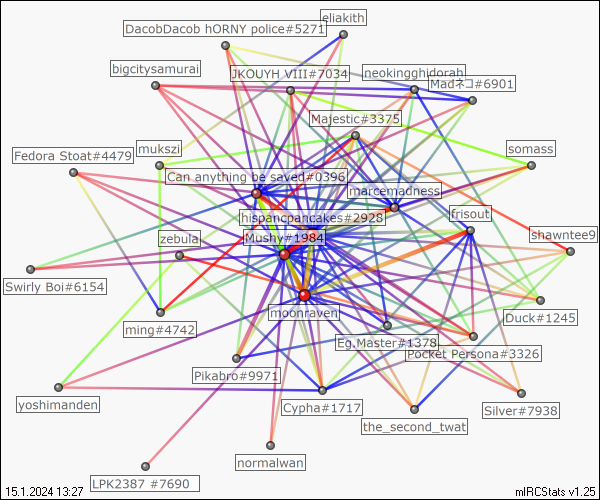 eliakith
DacobDacob hORNY police#5271
bigcitysamurai
JKOUYH VIII#7034
neokingghidorah
Madネコ#6901
Majestic#3375
mukszi
somass
Fedora Stoat#4479
Can anything be saved#0396
marcemadness
hispancpancakes#2928
frisout
zebula
Mushy#1984
shawntee9
Swirly Boi#6154
moonraven
Duck#1245
ming#4742
Eg.Master#1378
Pocket Persona#3326
Pikabro#9971
yoshimanden
Cypha#1717
Silver#7938
the_second_twat
normalwan
LPK2387 #7690
15.1.2024 13:27
mIRCStats v1.25